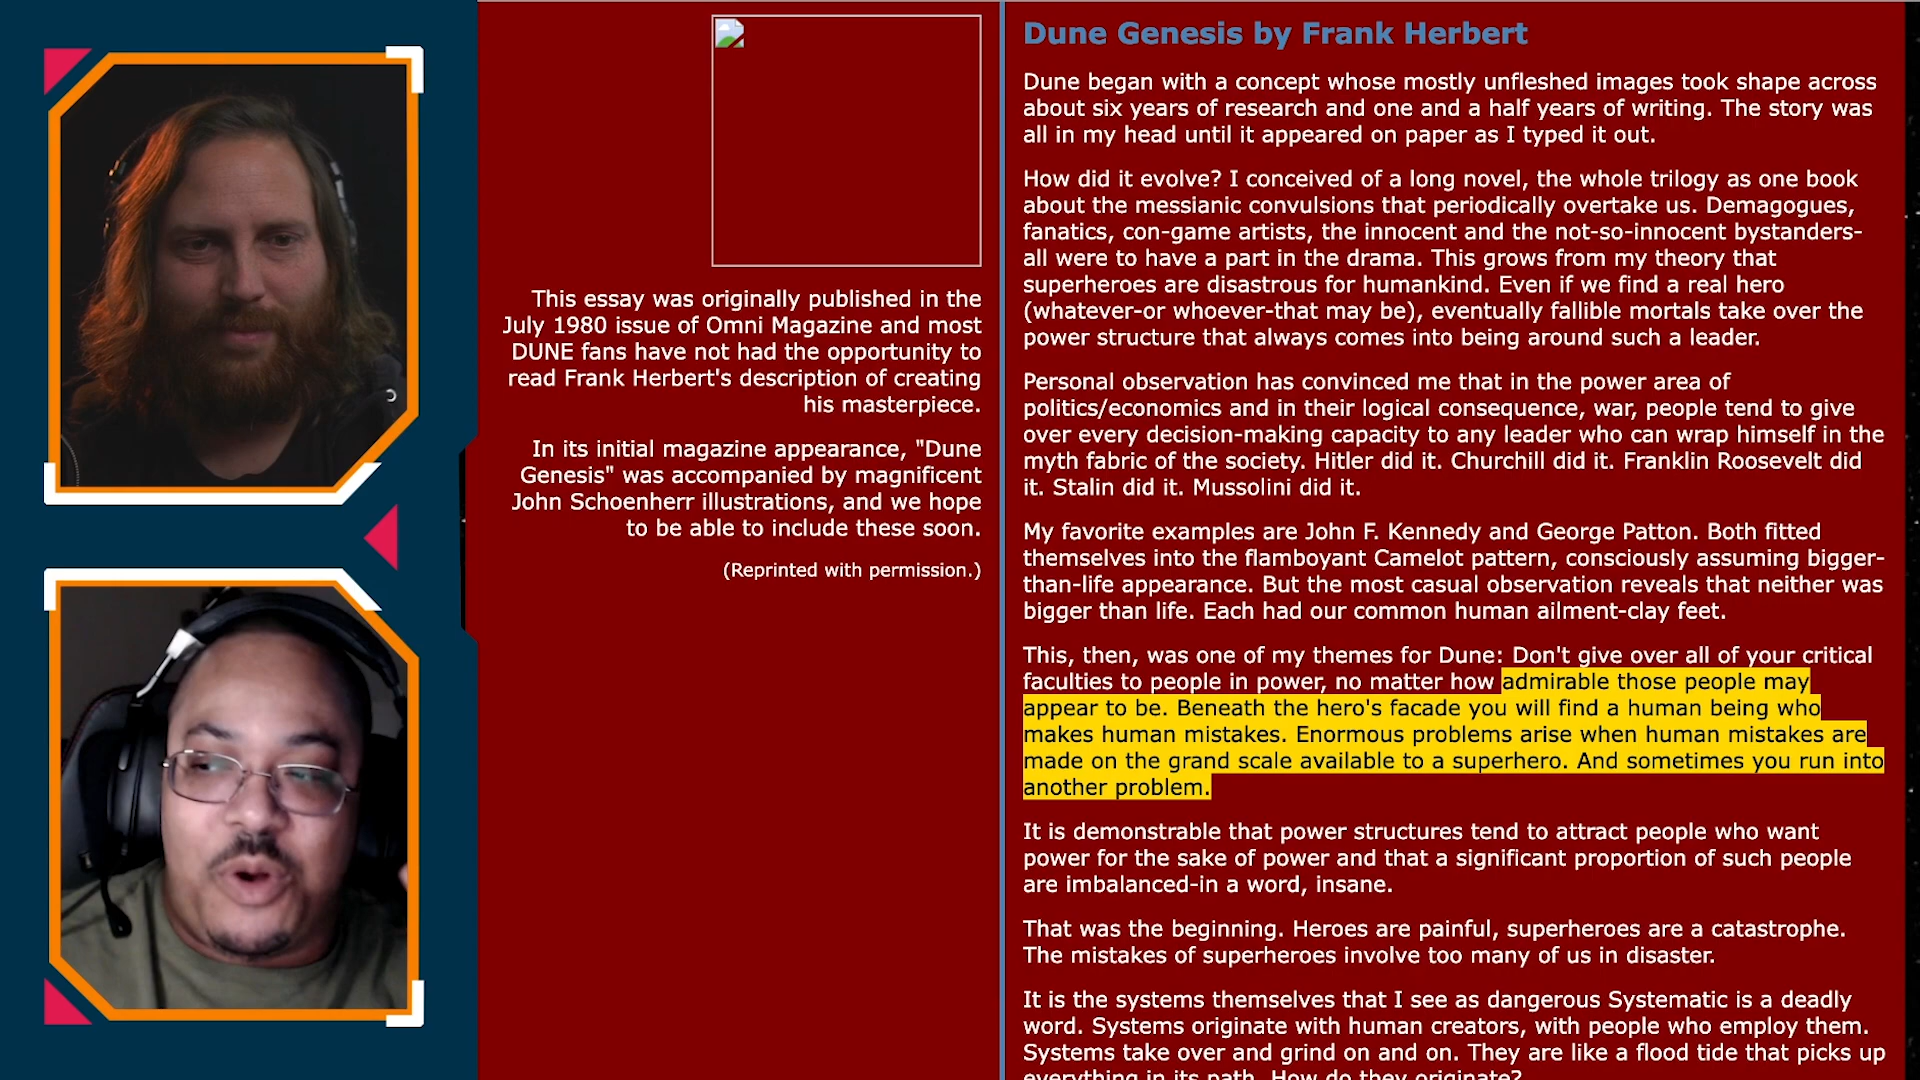 This essay was originally published in the
July 1980 issue of Omni Magazine and most
DUNE fans have not had the opportunity to
read Frank Herbert's description of creating
his masterpiece.
In its initial magazine appearance, "Dune
Genesis" was accompanied by magnificent
John Schoenherr illustrations, and we hope
to be able to include these soon.
(Reprinted with permission.)
Dune Genesis by Frank Herbert
Dune began with a concept whose mostly unfleshed images took shape across
about six years of research and one and a half years of writing. The story was
all in my head until it appeared on paper as I typed it out.
How did it evolve? I conceived of a long novel, the whole trilogy as one book
about the messianic convulsions that periodically overtake us. Demagogues,
fanatics, con-game artists, the innocent and the not-so-innocent bystanders-
all were to have a part in the drama. This grows from my theory that
superheroes are disastrous for humankind. Even if we find a real hero
(whatever-or whoever-that may be), eventually fallible mortals take over the
power structure that always comes into being around such a leader.
Personal observation has convinced me that in the power area of
politics/economics and in their logical consequence, war, people tend to give
over every decision-making capacity to any leader who can wrap himself in the
myth fabric of the society. Hitler did it. Churchill did it. Franklin Roosevelt did
it. Stalin did it. Mussolini did it.
My favorite examples are John F. Kennedy and George Patton. Both fitted
themselves into the flamboyant Camelot pattern, consciously assuming bigger-
than-life appearance. But the most casual observation reveals that neither was
bigger than life. Each had our common human ailment-clay feet.
This, then, was one of my themes for Dune: Don't give over all of your critical
faculties to people in power, no matter how admirable those people may
appear to be. Beneath the hero's facade you will find a human being who
makes human mistakes. Enormous problems arise when human mistakes are
made on the grand scale available to a superhero. And sometimes you run into
another problem.
It is demonstrable that power structures tend to attract people who want
power for the sake of power and that a significant proportion of such people
are imbalanced-in a word, insane.
That was the beginning. Heroes are painful, superheroes are a catastrophe.
The mistakes of superheroes involve too many of us in disaster.
It is the systems themselves that I see as dangerous Systematic is a deadly
word. Systems originate with human creators, with people who employ them.
Systems take over and grind on and on. They are like a flood tide that picks up
everything in its path. How do they originate?